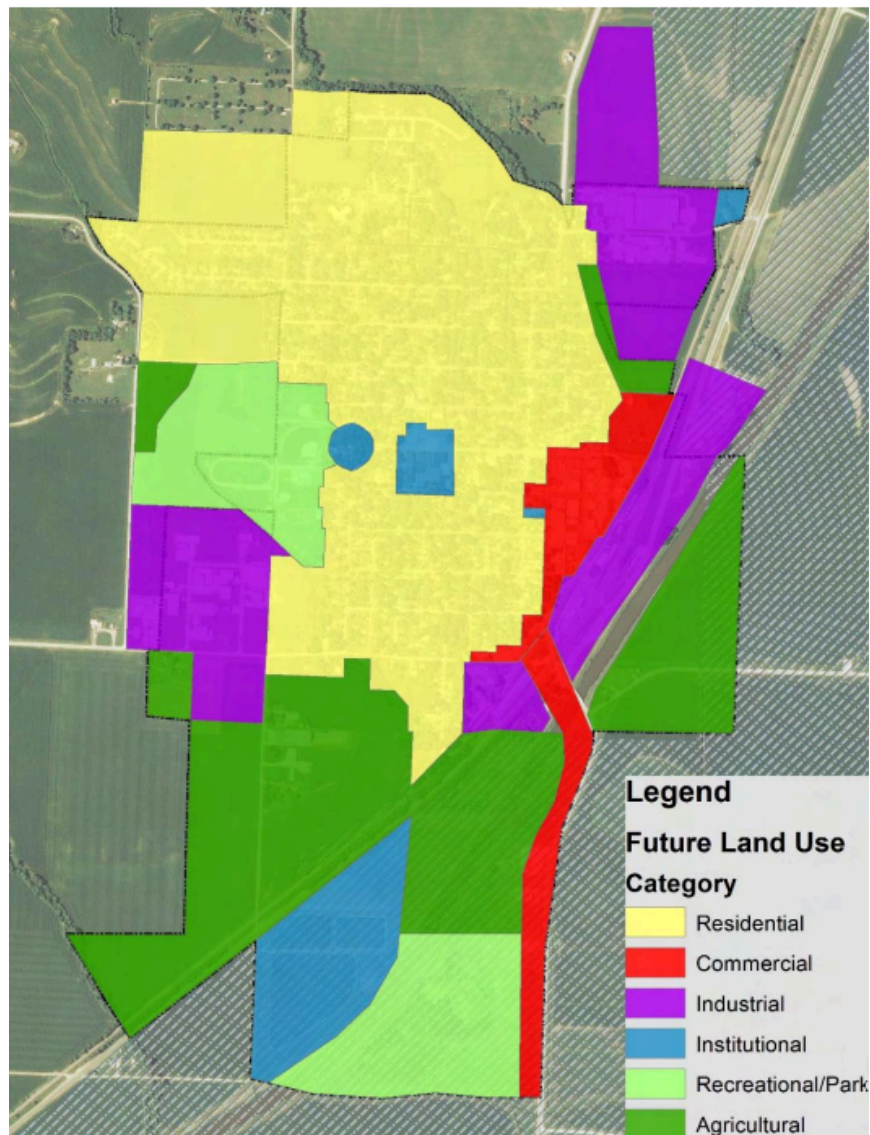 Legend
Future Land Use
Category
Residential
Commercial
Industrial
Institutional
Recreational/Park
Agricultural